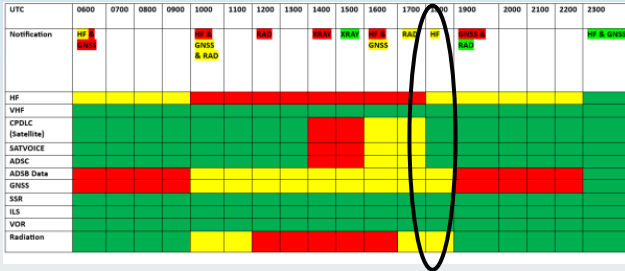 UTC 0600 0700 0800 0900 1000 1100 1200 1300 1400 1500 1600 1700 1900 2000 2100 2200 2300
Notification HF & GNSS HF & GNSS & RAD RAD XRAY XRAY HF & GNSS RAD HF GNSS & RAD HF & GNSS
HF
VHF
CPDLC
(Satellite)
SATVOICE
ADSC
ADSB Data
GNSS
SSR
ILS
VOR
Radiation